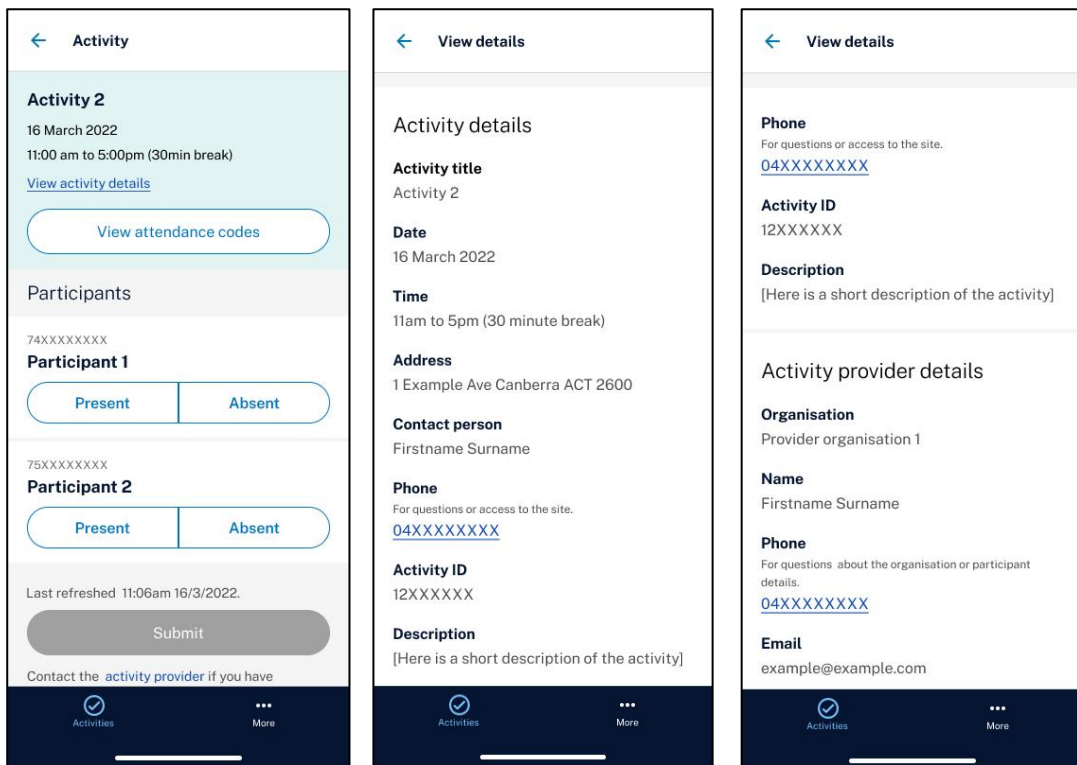 Activity
Activity 2
16 March 2022
11:00 am to 5:00pm (30min break)
View activity details
View attendance codes
Participants
74XXXXXXXX
Participant 1
Present
Absent
75XXXXXXXX
Participant 2
Present
Absent
Last refreshed 11:06am 16/3/2022.
Submit
Contact the activity provider if you have
Activities
More
View details
Activity details
Activity title
Activity 2
Date
16 March 2022
Time
11am to 5pm (30 minute break)
Address
1 Example Ave Canberra ACT 2600
Contact person
Firstname Surname
Phone
For questions or access to the site.
04XXXXXXXX
Activity ID
12XXXXXX
Description
[Here is a short description of the activity]
Activities
More
View details
Phone
For questions or access to the site.
04XXXXXXXX
Activity ID
12XXXXXX
Description
[Here is a short description of the activity]
Activity provider details
Organisation
Provider organisation 1
Name
Firstname Surname
Phone
For questions about the organisation or participant
details.
04XXXXXXXX
Email
example@example.com
Activities
More